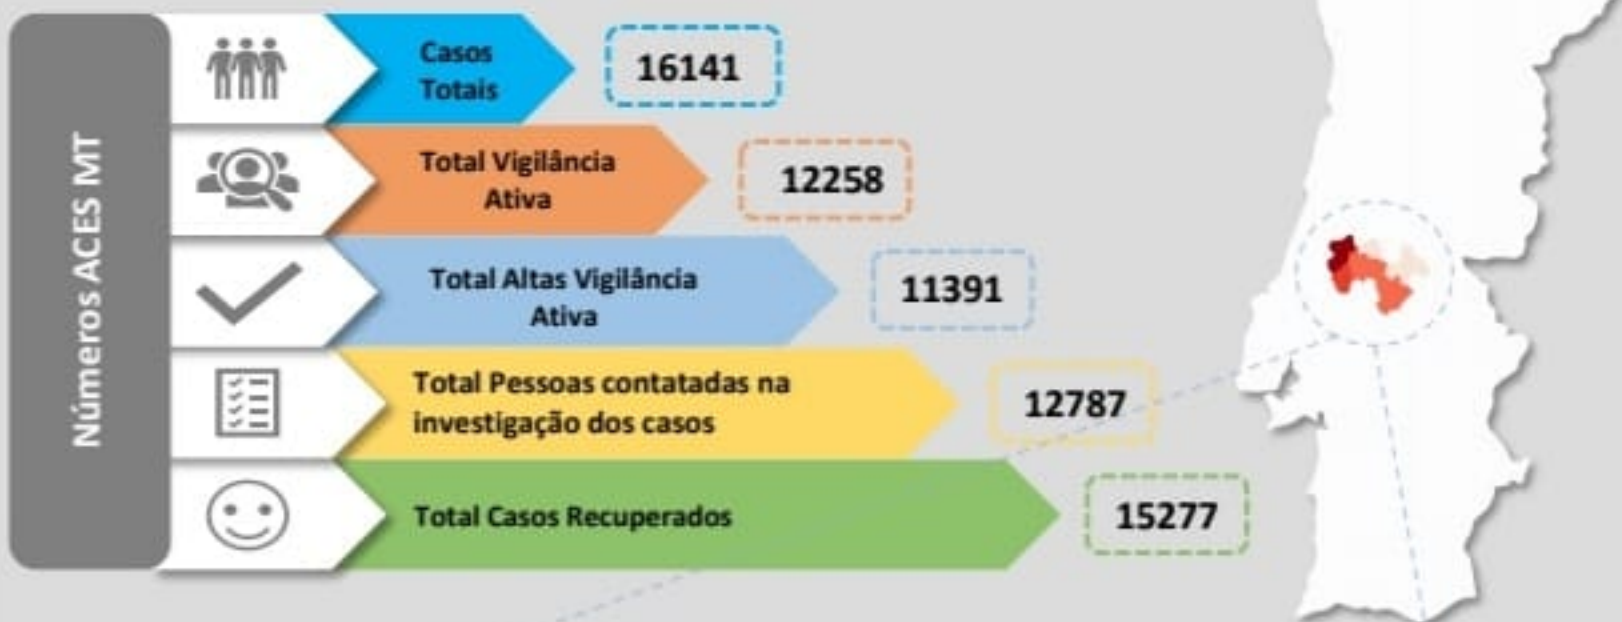 Números ACES MT
Casos
Totais
16141
Total Vigilância
Ativa
12258
Total Altas Vigilância
Ativa
11391
Total Pessoas contatadas na
investigação dos casos
12787
Total Casos Recuperados
15277